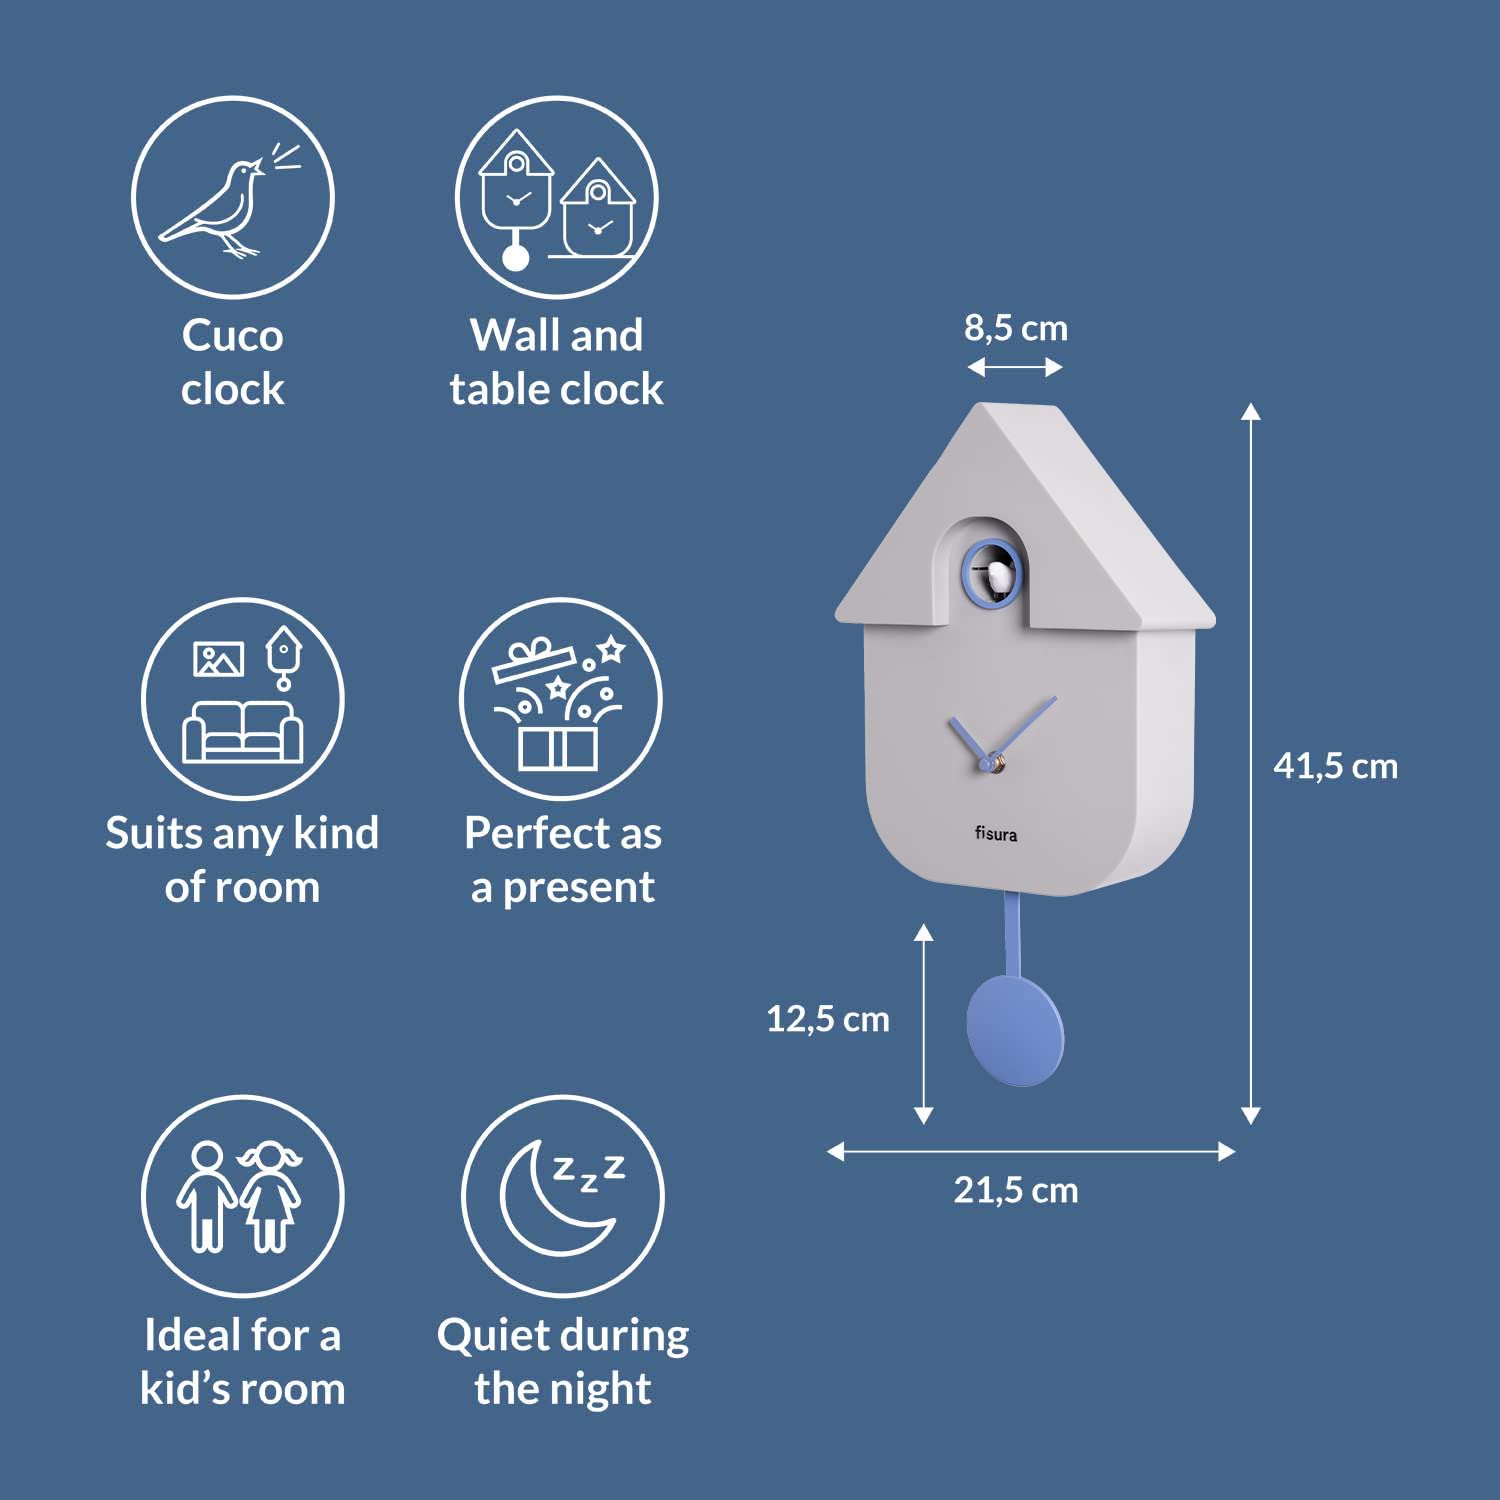 Cuco
clock
Wall and
table clock
8,5 cm
Suits any kind
of room
Perfect as
a present
41,5 cm
fisura
12,5 cm
21,5 cm
Ideal for a
kid’s room
z z z
Quiet during
the night